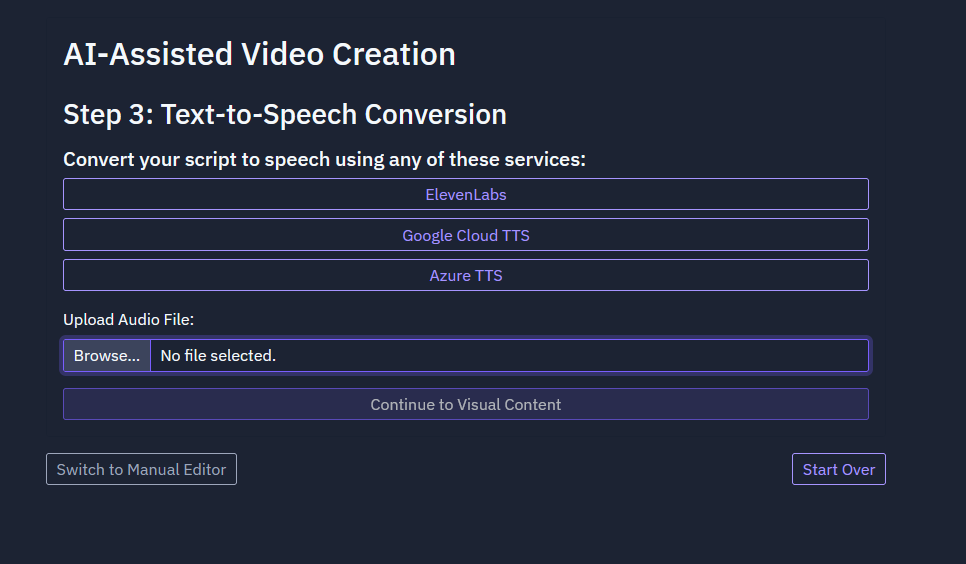 AI-Assisted Video Creation
Step 3: Text-to-Speech Conversion
Convert your script to speech using any of these services:
ElevenLabs
Google Cloud TTS
Azure TTS
Upload Audio File:
Browse... No file selected.
Continue to Visual Content
Switch to Manual Editor Start Over